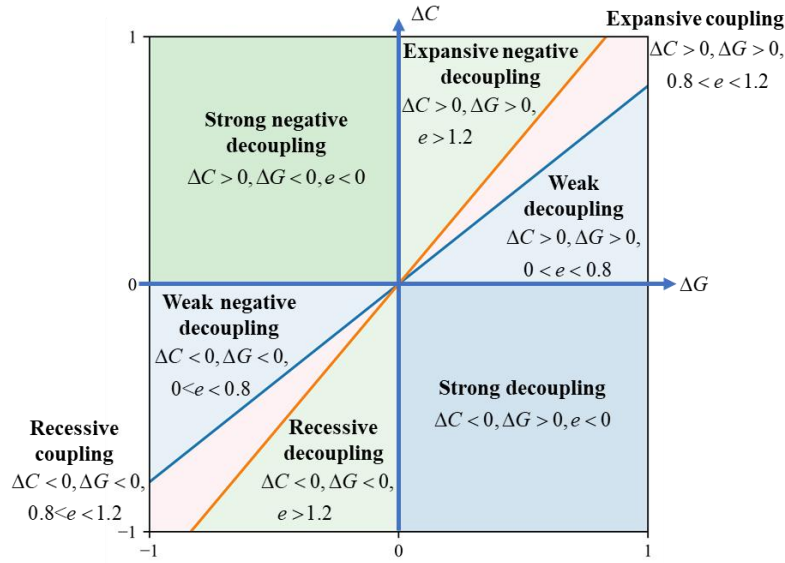 ΔC
Expansive coupling
ΔC > 0, ΔG > 0,
0.8 < e < 1.2
1
Expansive negative
decoupling
ΔC > 0, ΔG > 0,
e > 1.2
Strong negative
decoupling
ΔC > 0, ΔG < 0, e < 0
Weak
decoupling
ΔC > 0, ΔG > 0,
0 < e < 0.8
0
ΔG
Weak negative
decoupling
ΔC < 0, ΔG < 0,
0< e < 0.8
Strong decoupling
ΔC < 0, ΔG > 0, e < 0
Recessive
coupling
ΔC < 0, ΔG < 0,
0.8< e < 1.2
Recessive
decoupling
ΔC < 0, ΔG < 0,
e > 1.2
−1
−1
0
1